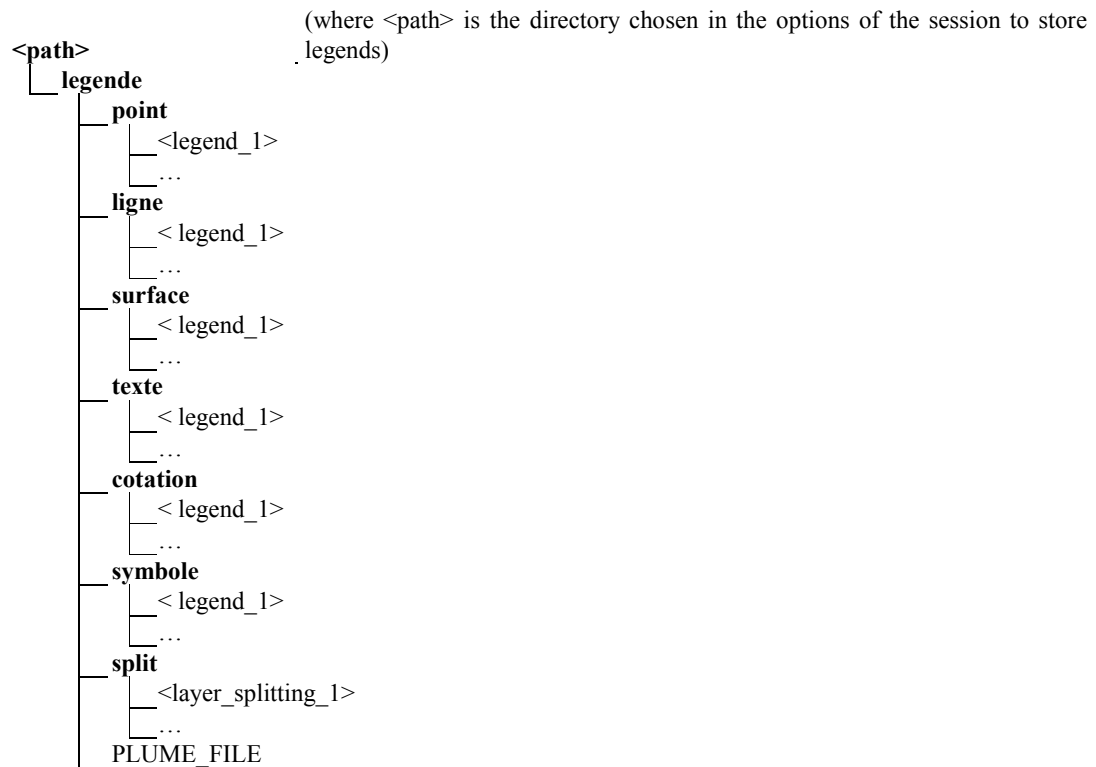 (where <path> is the directory chosen in the options of the session to store
legends)
<path>
legende
point
<legend_1>
…
ligne
< legend_1>
…
surface
< legend_1>
…
texte
< legend_1>
…
cotation
< legend_1>
…
symbole
< legend_1>
…
split
<layer_splitting_1>
…
PLUME_FILE